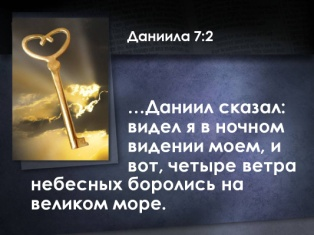 Даниила 7:2
…Даниил сказал:
видел я в ночном
видении моем, и
вот, четыре ветра
небесных боролись на
великом море.